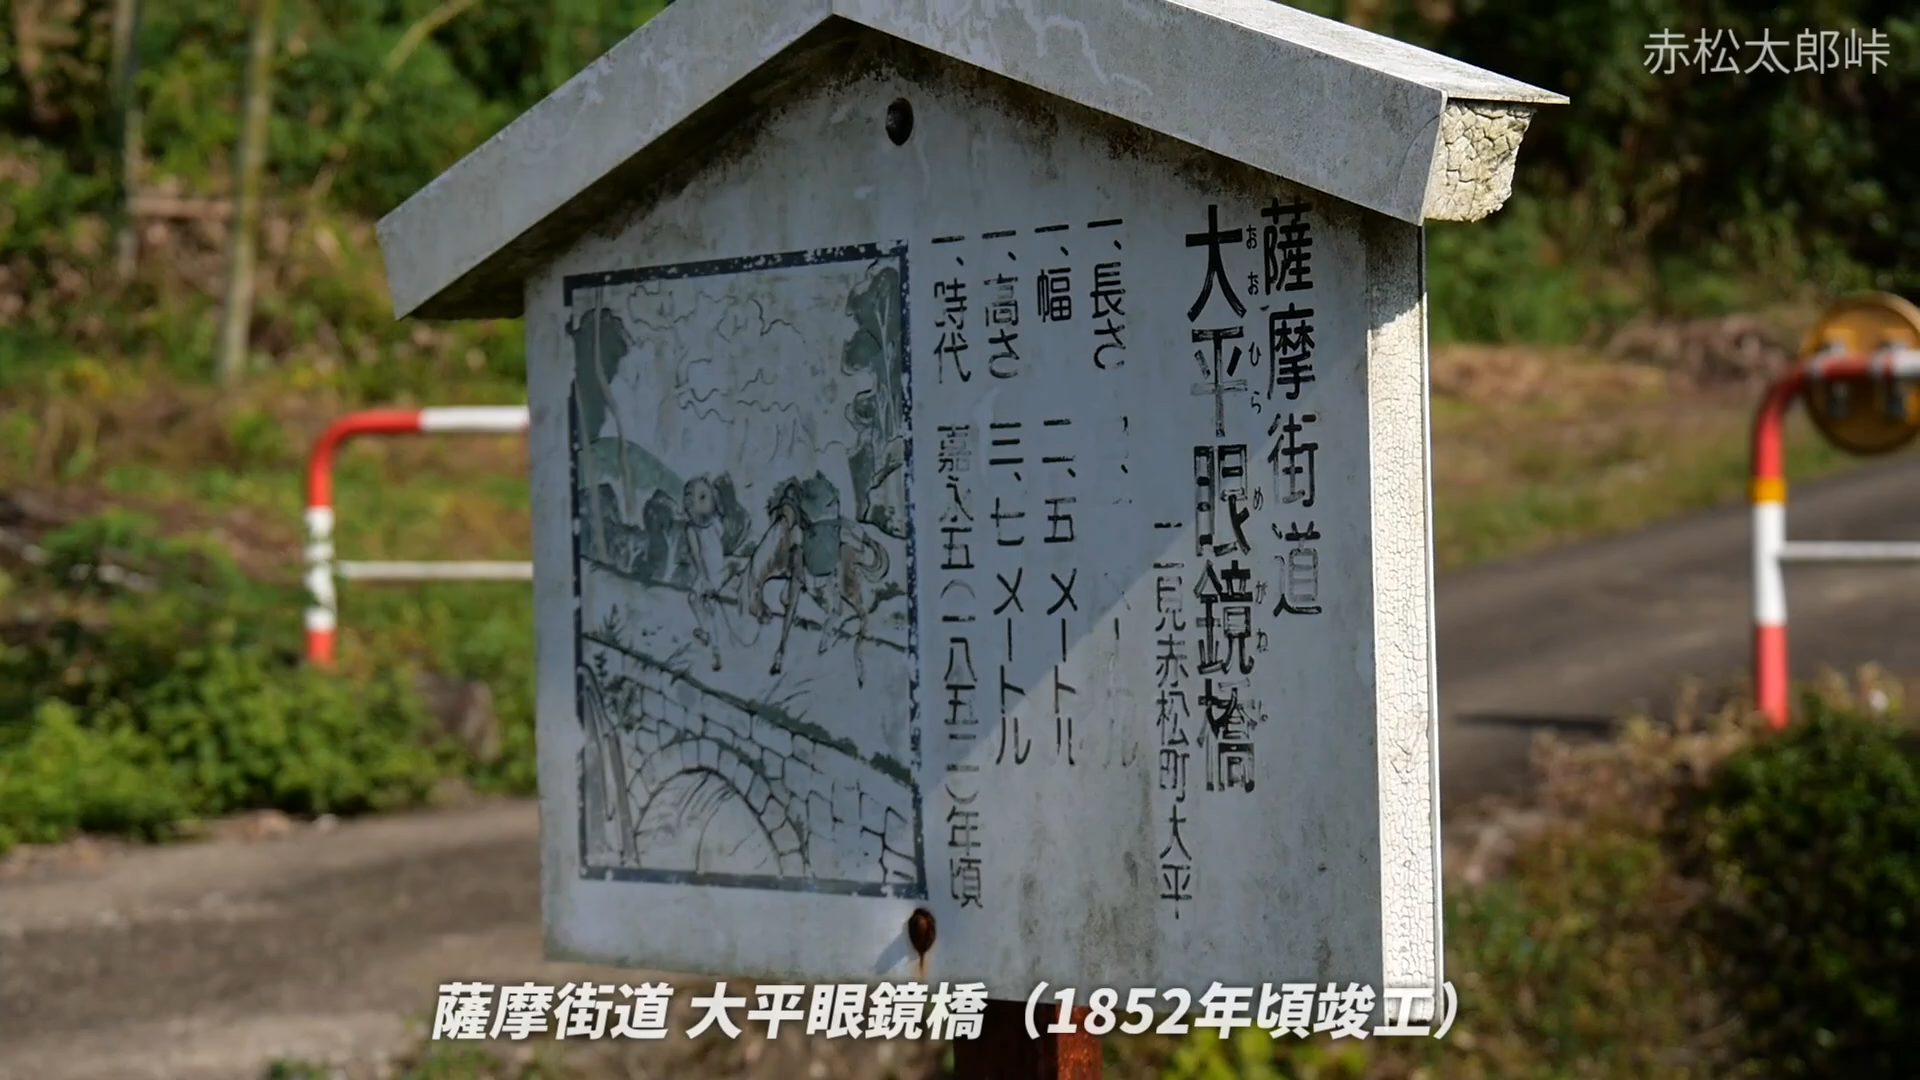 赤松太郎峠
薩摩街道
大平眼鏡橋
おおひらめがねばし
二見赤松町大平
一、長さ
一、幅 二、五メートル
一、高さ 三、七メートル
一、時代 嘉永五(一八五二)年頃
薩摩街道 大平眼鏡橋（1852年頃竣工）